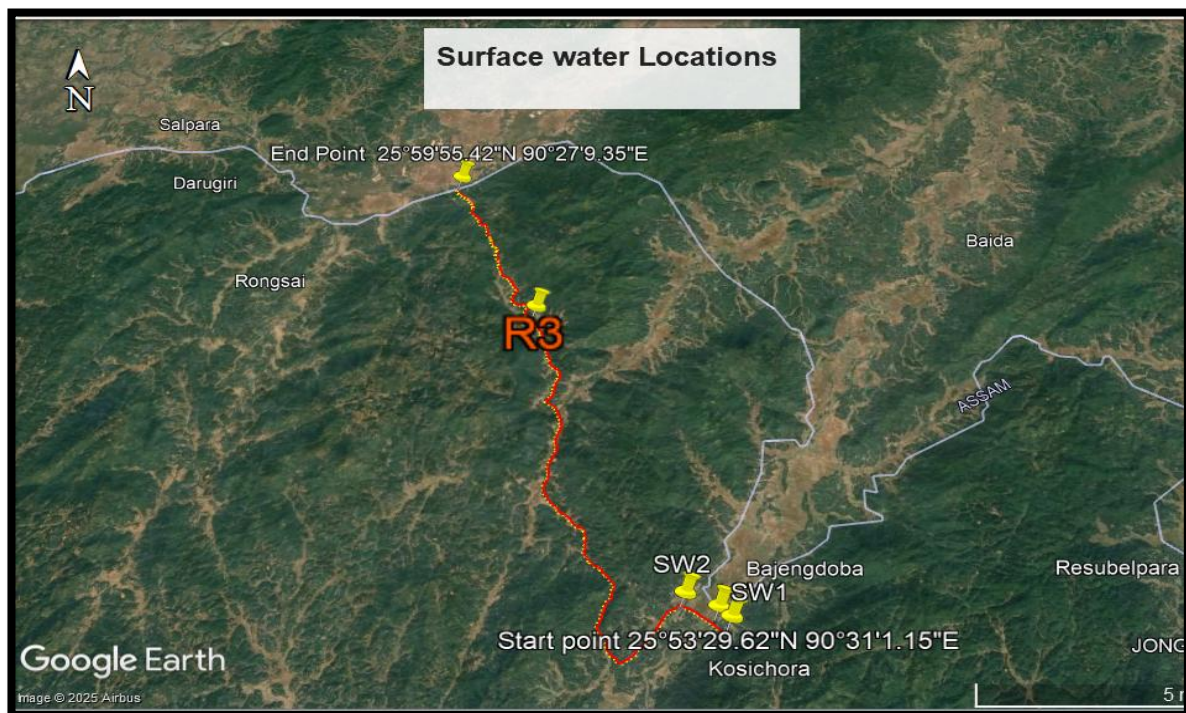 Surface water Locations
N
Salpara
End Point 25°59'55.42"N 90°27'9.35"E
Darugiri
Baida
Rongsai
R3
ASSAM
SW2
Bajengdoba
Resubelpara
SW1
Start point 25°53'29.62"N 90°31'1.15"E
JONG
Kosichora
Google Earth
Image © 2025 Airbus
5